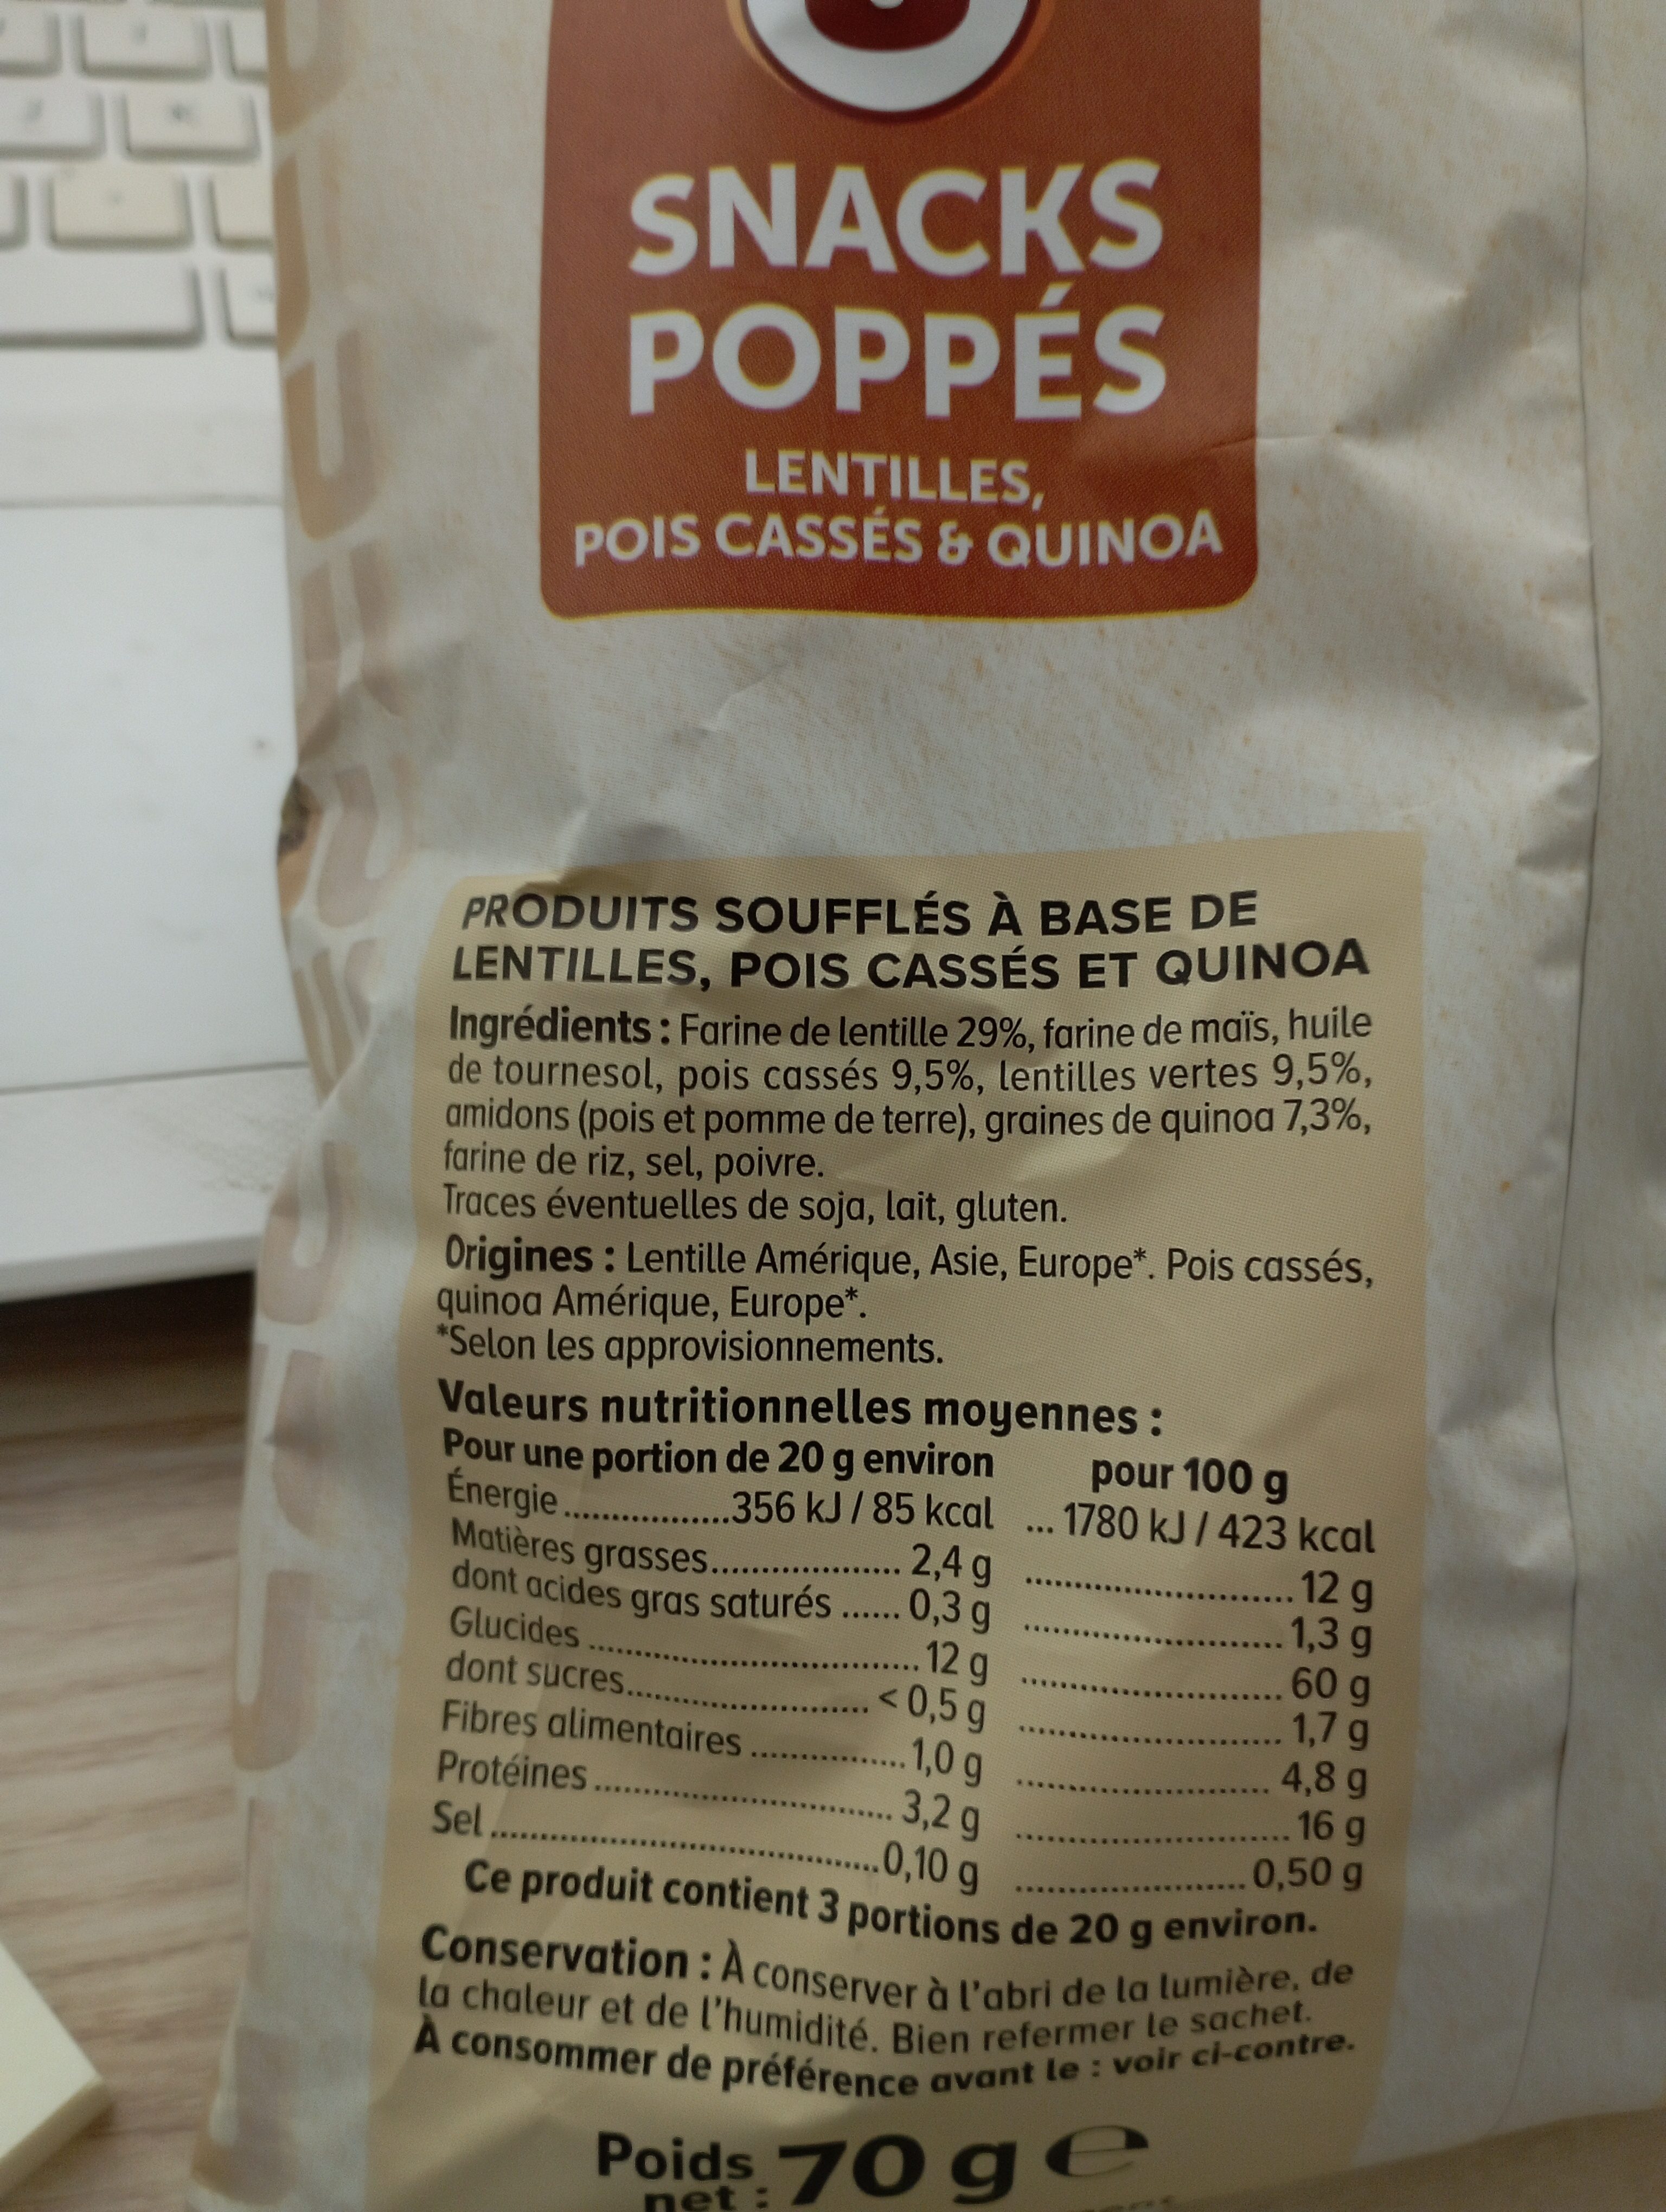 SNACKS
POPPÉS
LENTILLES,
POIS CASSÉS & QUINOA
PRODUITS SOUFFLÉS À BASE DE
LENTILLES, POIS CASSÉS ET QUINOA
Ingrédients : Farine de lentille 29%, farine de maïs, huile
de tournesol, pois cassés 9,5%, lentilles vertes 9,5%,
amidons (pois et pomme de terre), graines de quinoa 7,3%,
farine de riz, sel, poivre.
Traces éventuelles de soja, lait, gluten.
Origines : Lentille Amérique, Asie, Europe*. Pois cassés,
quinoa Amérique, Europe*.
*Selon les approvisionnements.
Valeurs nutritionnelles moyennes :
Pour une portion de 20 g environ pour 100 g
Énergie .................356 kJ / 85 kcal ... 1780 kJ / 423 kcal
Matières grasses................... 2,4 g ......................... 12 g
dont acides gras saturés ...... 0,3 g ........................ 1,3 g
Glucides ................................. 12 g ........................ 60 g
dont sucres........................ < 0,5 g ........................ 1,7 g
Fibres alimentaires ............... 1,0 g ....................... 4,8 g
Protéines .............................. 3,2 g ......................... 16 g
Sel .......................................0,10 g ..................... 0,50 g
Ce produit contient 3 portions de 20 g environ.
Conservation : À conserver à l'abri de la lumière, de
la chaleur et de l'humidité. Bien refermer le sachet.
À consommer de préférence avant le : voir ci-contre.
Poids
net : 70 g e